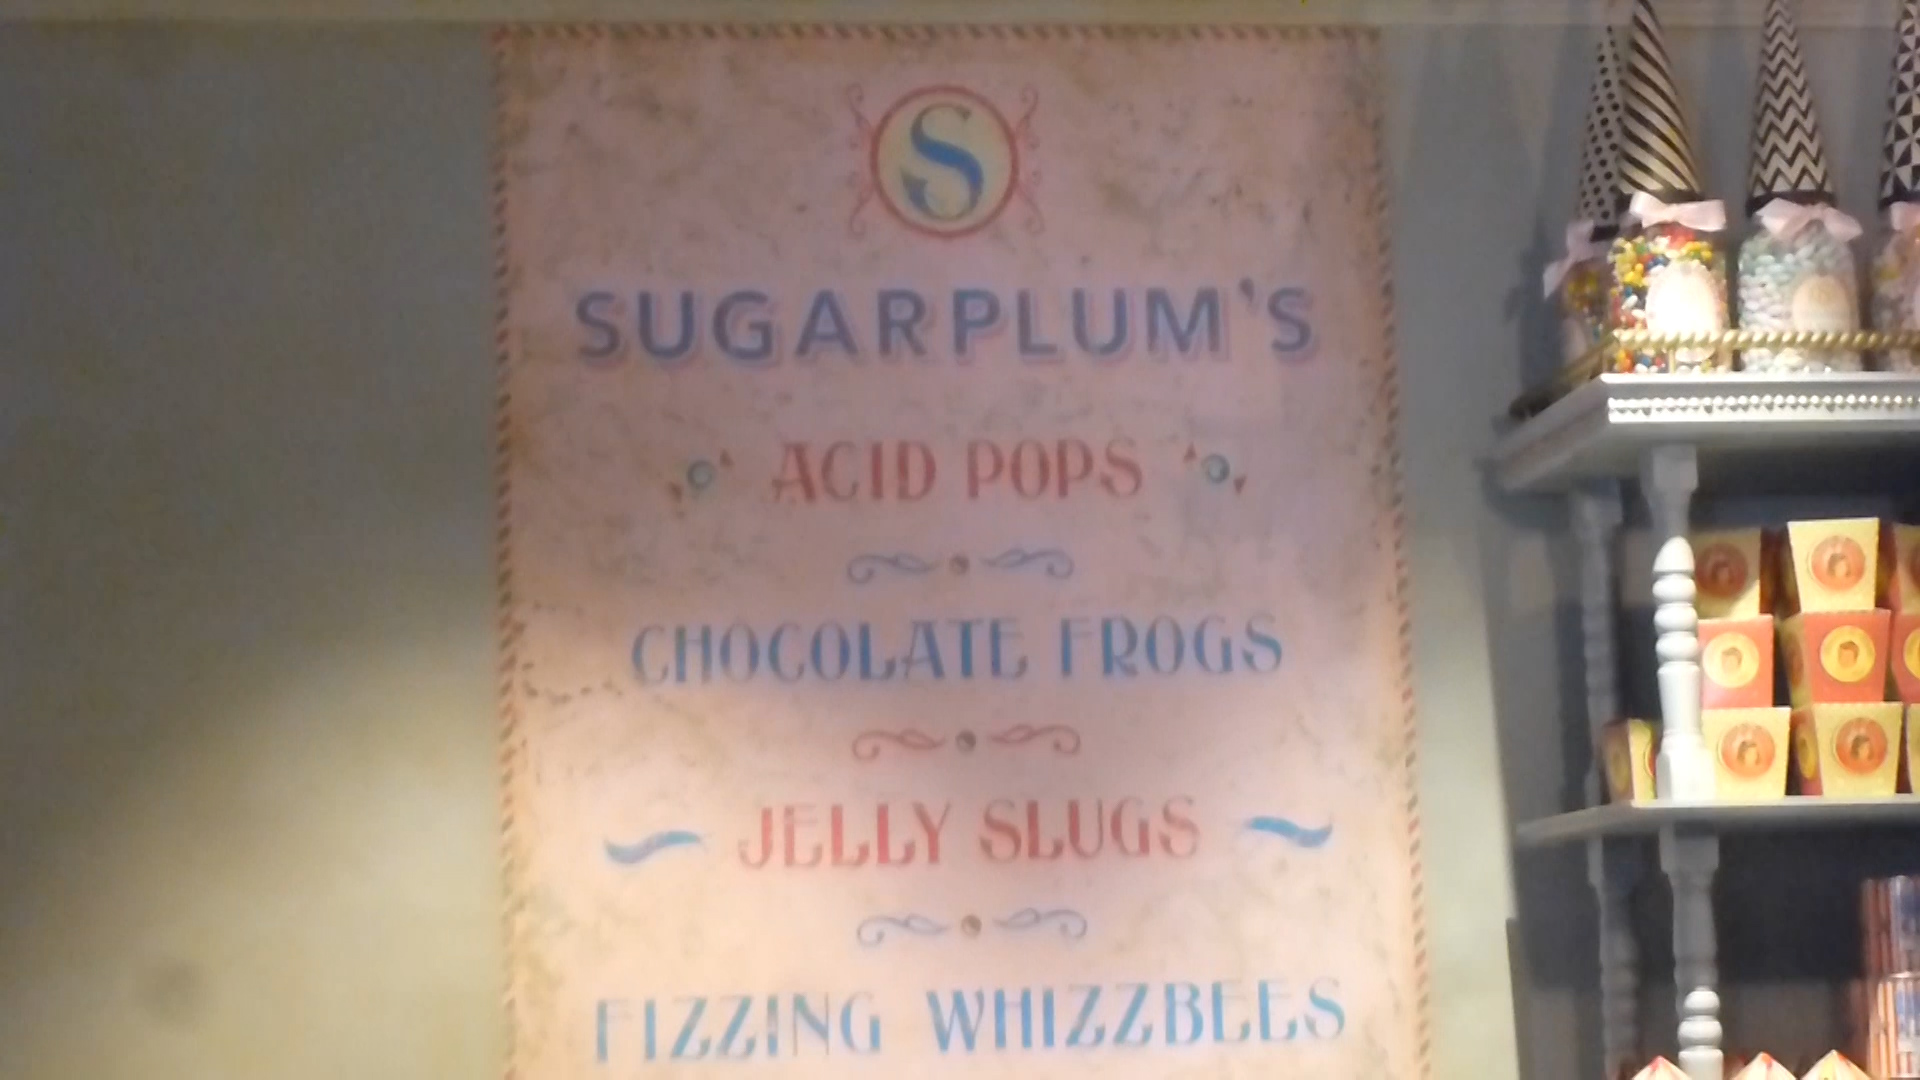 S
SUGARPLUM'S
ACID POPS
CHOCOLATE FROGS
JELLY SLUGS
FIZZING WHIZZBEES